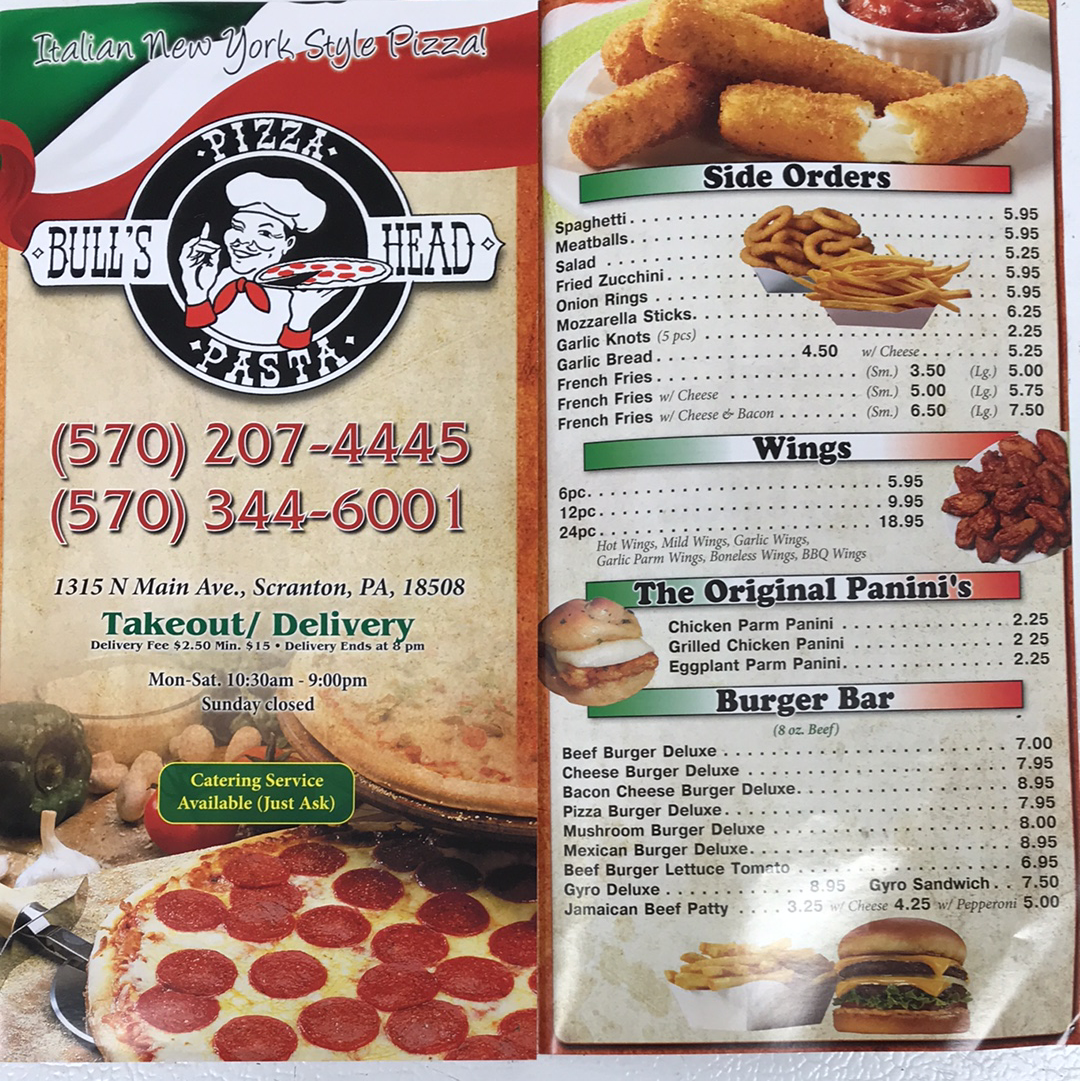 Italian New York Style Pizza!
PIZZA
BULL'S HEAD
PASTA
(570) 207-4445
(570) 344-6001
1315 N Main Ave., Scranton, PA, 18508
Takeout/ Delivery
Delivery Fee $2.50 Min. $15 • Delivery Ends at 8 pm
Mon-Sat. 10:30am - 9:00pm
Sunday closed
Catering Service
Available (Just Ask)
Side Orders
Spaghetti 5.95
Meatballs 5.95
Salad 5.25
Fried Zucchini 5.95
Onion Rings 5.95
Mozzarella Sticks 6.25
Garlic Knots (5 pcs) 2.25
Garlic Bread 4.50 w/ Cheese 5.25
French Fries (Sm.) 3.50 (Lg.) 5.00
French Fries w/ Cheese (Sm.) 5.00 (Lg.) 5.75
French Fries w/ Cheese & Bacon (Sm.) 6.50 (Lg.) 7.50
Wings
6pc. 5.95
12pc. 9.95
24pc. 18.95
Hot Wings, Mild Wings, Garlic Wings,
Garlic Parm Wings, Boneless Wings, BBQ Wings
The Original Panini's
Chicken Parm Panini 2.25
Grilled Chicken Panini 2 25
Eggplant Parm Panini 2.25
Burger Bar
(8 oz. Beef)
Beef Burger Deluxe 7.00
Cheese Burger Deluxe 7.95
Bacon Cheese Burger Deluxe 8.95
Pizza Burger Deluxe 7.95
Mushroom Burger Deluxe 8.00
Mexican Burger Deluxe 8.95
Beef Burger Lettuce Tomato 6.95
Gyro Deluxe 8.95 Gyro Sandwich 7.50
Jamaican Beef Patty 3.25 w/ Cheese 4.25 w/ Pepperoni 5.00